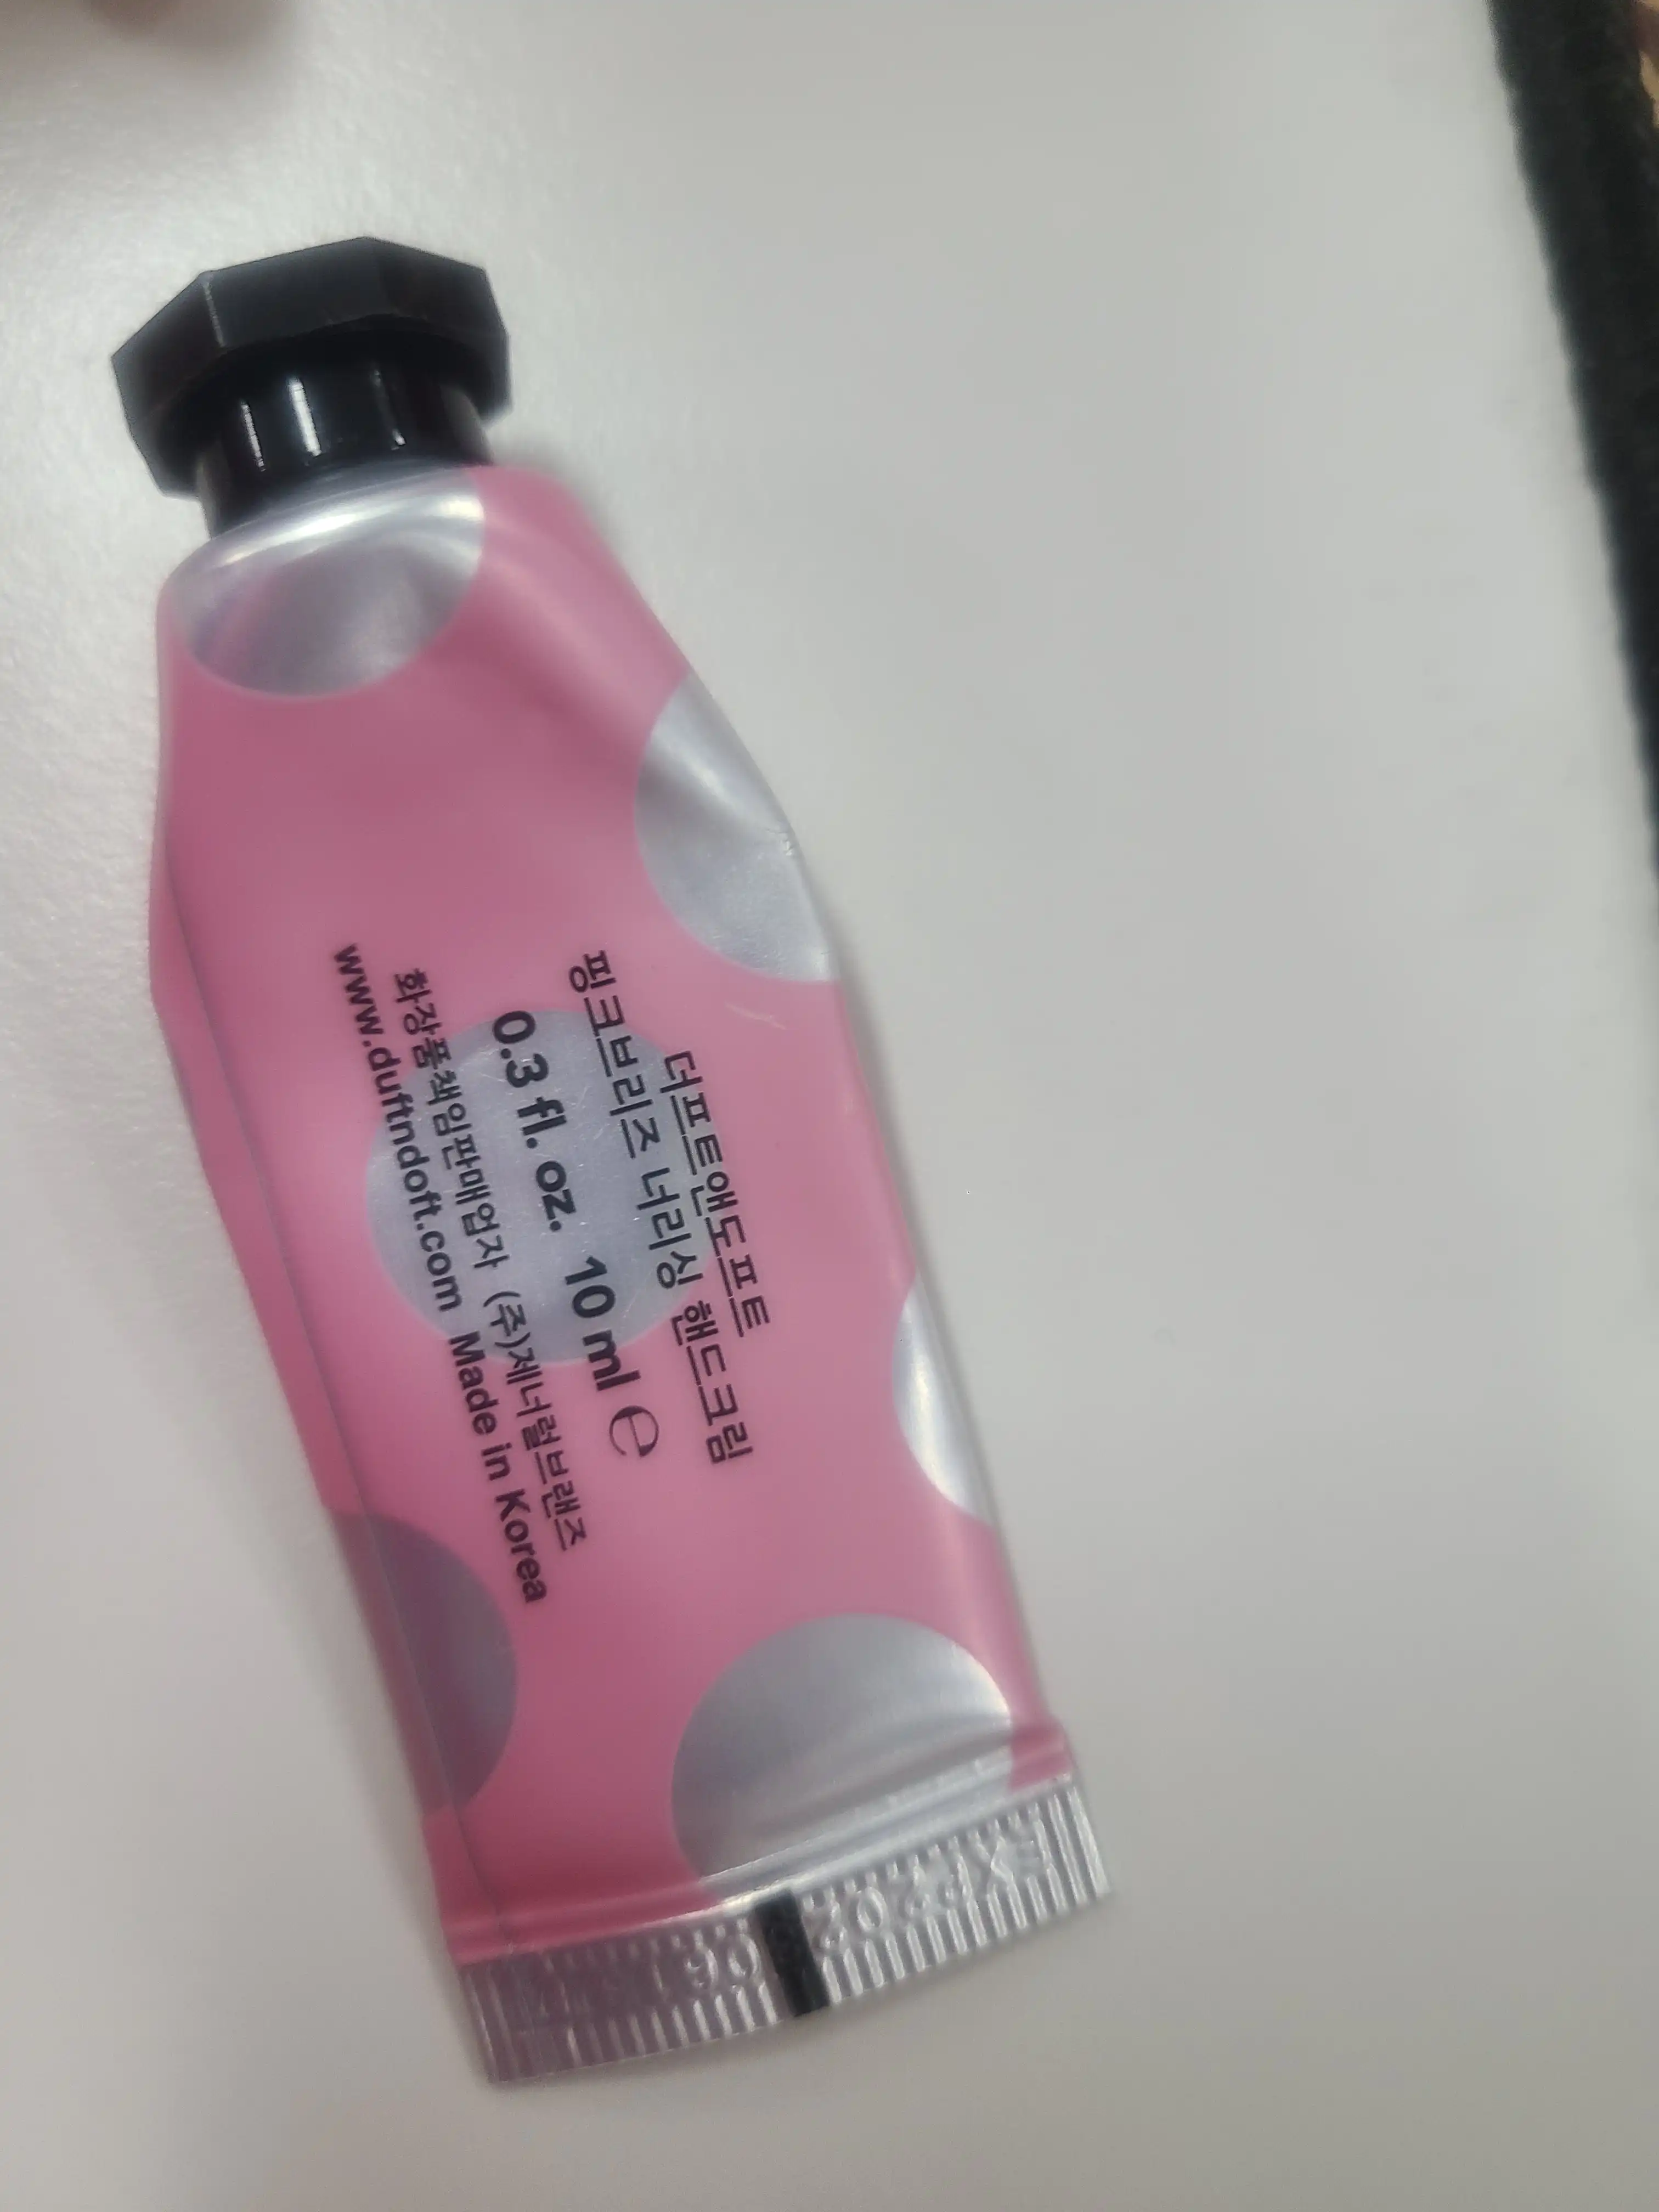 더프트앤도프트
핑크브리즈 너리싱 핸드크림
0.3 fl. oz. 10 ml e
화장품책임판매업자 (주)제너럴브랜즈
www.duftndoft.com Made in Korea